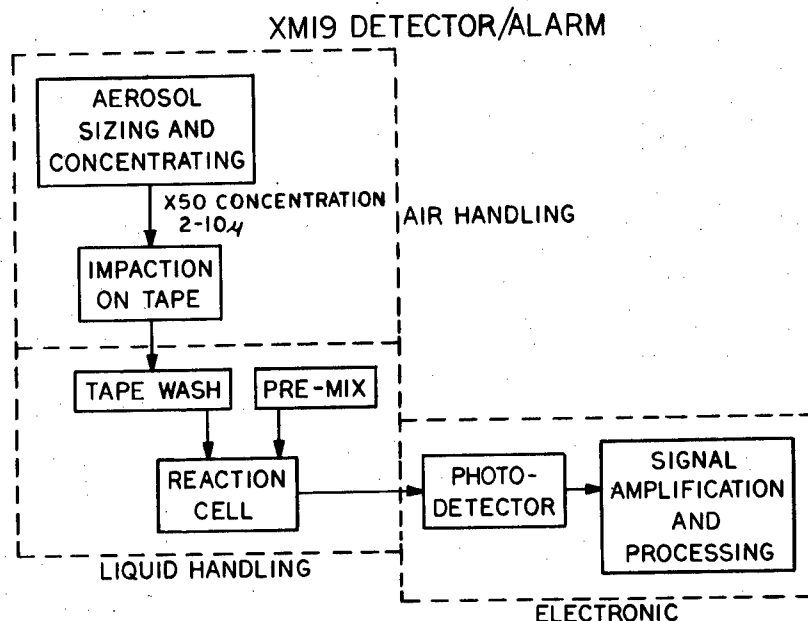 XM19 DETECTOR/ALARM
AEROSOL
SIZING AND
CONCENTRATING
X50 CONCENTRATION
2-10μ
AIR HANDLING
IMPACTION
ON TAPE
TAPE WASH
PRE-MIX
REACTION
CELL
PHOTO-
DETECTOR
SIGNAL
AMPLIFICATION
AND
PROCESSING
LIQUID HANDLING
ELECTRONIC